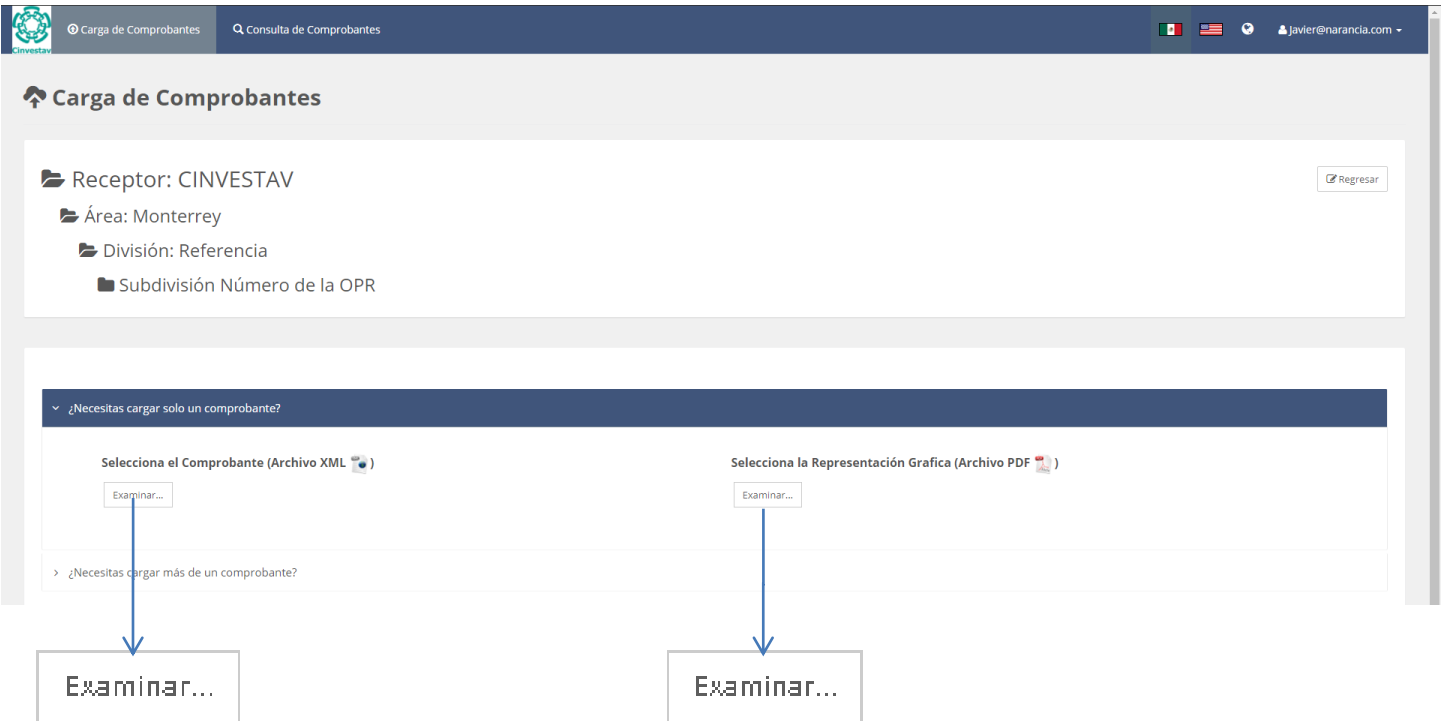 Cinvestav
Carga de Comprobantes
Consulta de Comprobantes
Javier@narancia.com
Carga de Comprobantes
Receptor: CINVESTAV
Regresar
Área: Monterrey
División: Referencia
Subdivisión Número de la OPR
¿Necesitas cargar solo un comprobante?
Selecciona el Comprobante (Archivo XML )
Selecciona la Representación Grafica (Archivo PDF )
Examinar...
Examinar...
¿Necesitas cargar más de un comprobante?
Examinar...
Examinar...